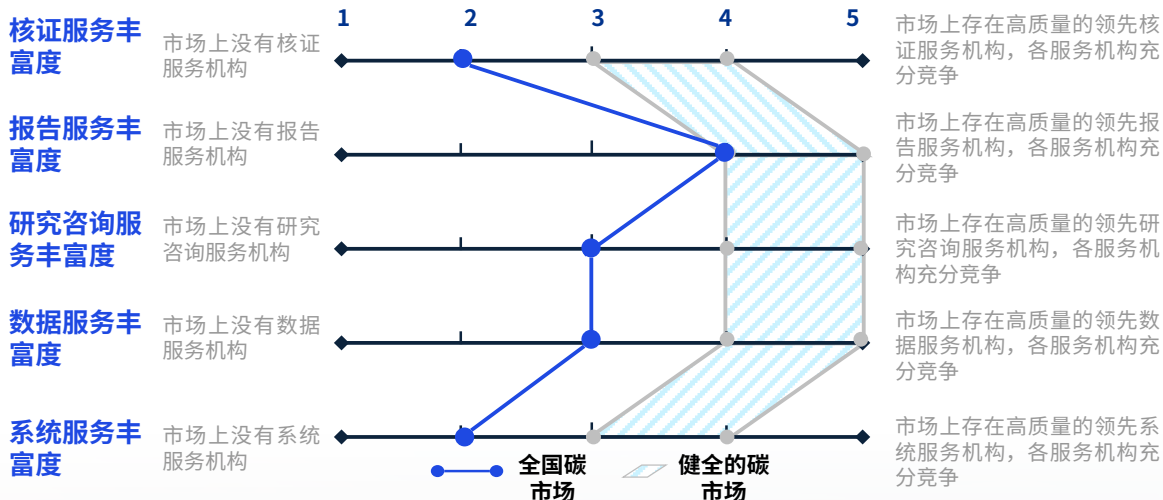 1 2 3 4 5
核证服务丰
富度
市场上没有核证
服务机构
市场上存在高质量的领先核
证服务机构，各服务机构充
分竞争
报告服务丰
富度
市场上没有报告
服务机构
市场上存在高质量的领先报
告服务机构，各服务机构充
分竞争
研究咨询服
务丰富度
市场上没有研究
咨询服务机构
市场上存在高质量的领先研
究咨询服务机构，各服务机
构充分竞争
数据服务丰
富度
市场上没有数据
服务机构
市场上存在高质量的领先数
据服务机构，各服务机构充
分竞争
系统服务丰
富度
市场上没有系统
服务机构
市场上存在高质量的领先系
统服务机构，各服务机构充
分竞争
全国碳
市场
健全的碳
市场